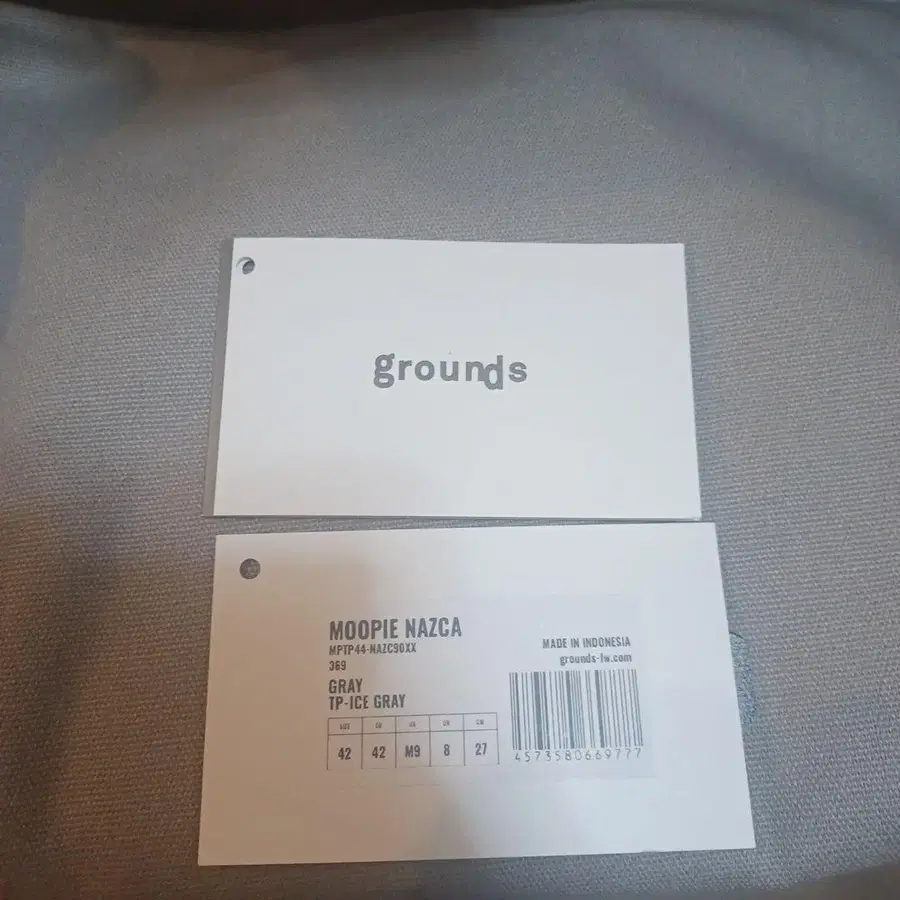 grounds
MOOPIE NAZCA
MPTP44-NAZC90XX
369
GRAY
TP-ICE GRAY
MADE IN INDONESIA
grounds-fw.com
42 42 M9 8 27
4573580669777